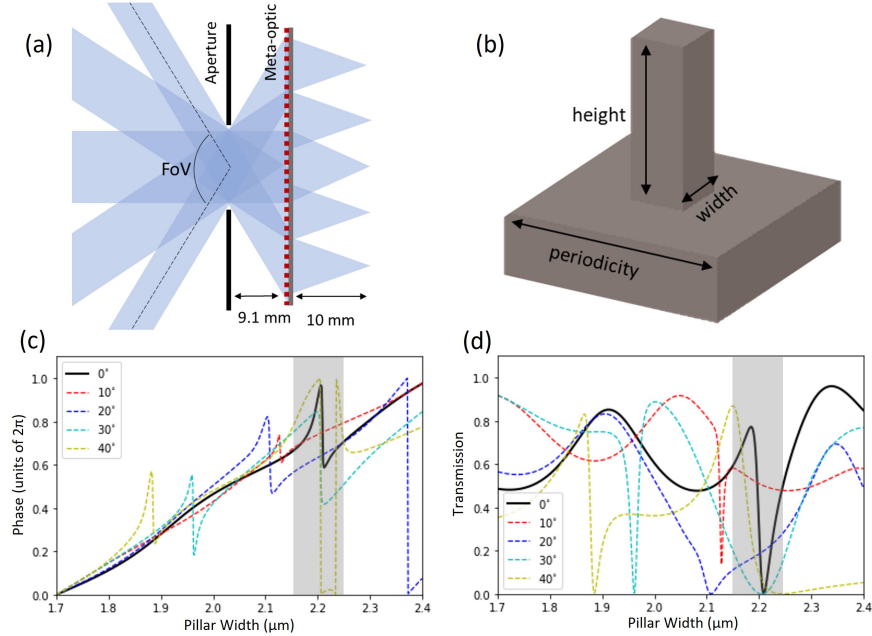 (a)
Aperture
Meta-optic
FoV
9.1 mm
10 mm
(b)
height
width
periodicity
(c)
Phase (units of 2π)
1.0
0.8
0.6
0.4
0.2
0.0
0˚
10˚
20˚
30˚
40˚
1.7 1.8 1.9 2.0 2.1 2.2 2.3 2.4
Pillar Width (μm)
(d)
Transmission
1.0
0.8
0.6
0.4
0.2
0.0
0˚
10˚
20˚
30˚
40˚
1.7 1.8 1.9 2.0 2.1 2.2 2.3 2.4
Pillar Width (μm)